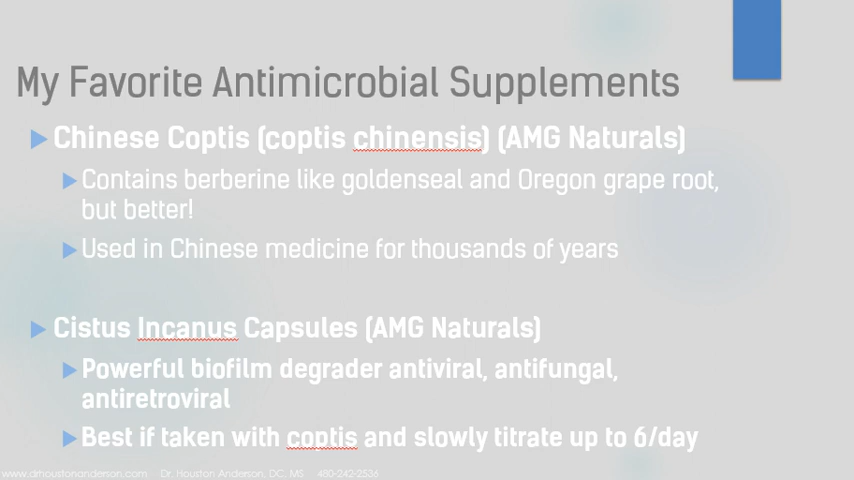 My Favorite Antimicrobial Supplements
Chinese Coptis (coptis chinensis) (AMG Naturals)
Contains berberine like goldenseal and Oregon grape root,
but better!
Used in Chinese medicine for thousands of years
Cistus Incanus Capsules (AMG Naturals)
Powerful biofilm degrader antiviral, antifungal,
antiretroviral
Best if taken with coptis and slowly titrate up to 6/day
www.drhoustonanderson.com Dr. Houston Anderson, DC, MS 480-242-2536